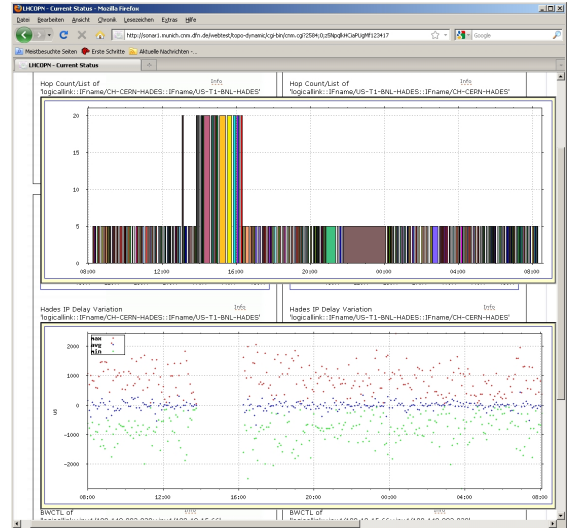 LHCOPN - Current Status - Mozilla Firefox
Datei Bearbeiten Ansicht Chronik Lesezeichen Extras Hilfe
Google
Meistbesuchte Seiten Erste Schritte Aktuelle Nachrichten -...
LHCOPN - Current Status
Hop Count/List of Info
'logicallink::IFname/CH-CERN-HADES::IFname/US-T1-BNL-HADES'
Hop Count/List of Info
'logicallink::IFname/US-T1-BNL-HADES::IFname/CH-CERN-HADES'
20
15
10
5
0
08:00 12:00 16:00 20:00 00:00 04:00 08:00
Hades IP Delay Variation Info
'logicallink::IFname/CH-CERN-HADES::IFname/US-T1-BNL-HADES'
Hades IP Delay Variation Info
'logicallink::IFname/US-T1-BNL-HADES::IFname/CH-CERN-HADES'
max
avg
min
2000
1000
0
-1000
-2000
us
08:00 12:00 16:00 20:00 00:00 04:00 08:00
BWCTL of
BWCTL of